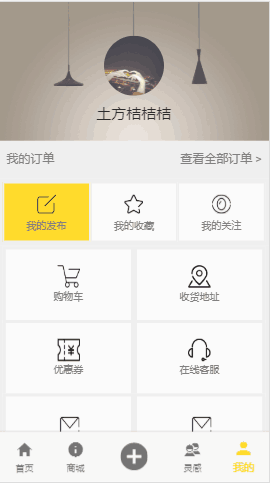 土方桔桔桔
我的订单 查看全部订单 >
我的发布 我的收藏 我的关注
购物车 收货地址
优惠券 在线客服
首页 商城 灵感 我的